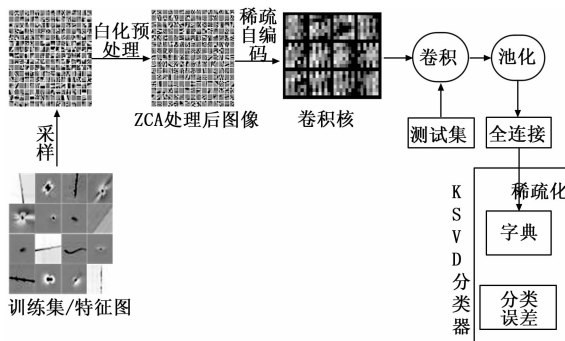 白化预
处理
稀疏
自编
码
卷积
池化
ZCA处理后图像
卷积核
采
样
测试集
全连接
K
S
V
D
分
类
器
稀疏化
字典
分类
误差
训练集/特征图